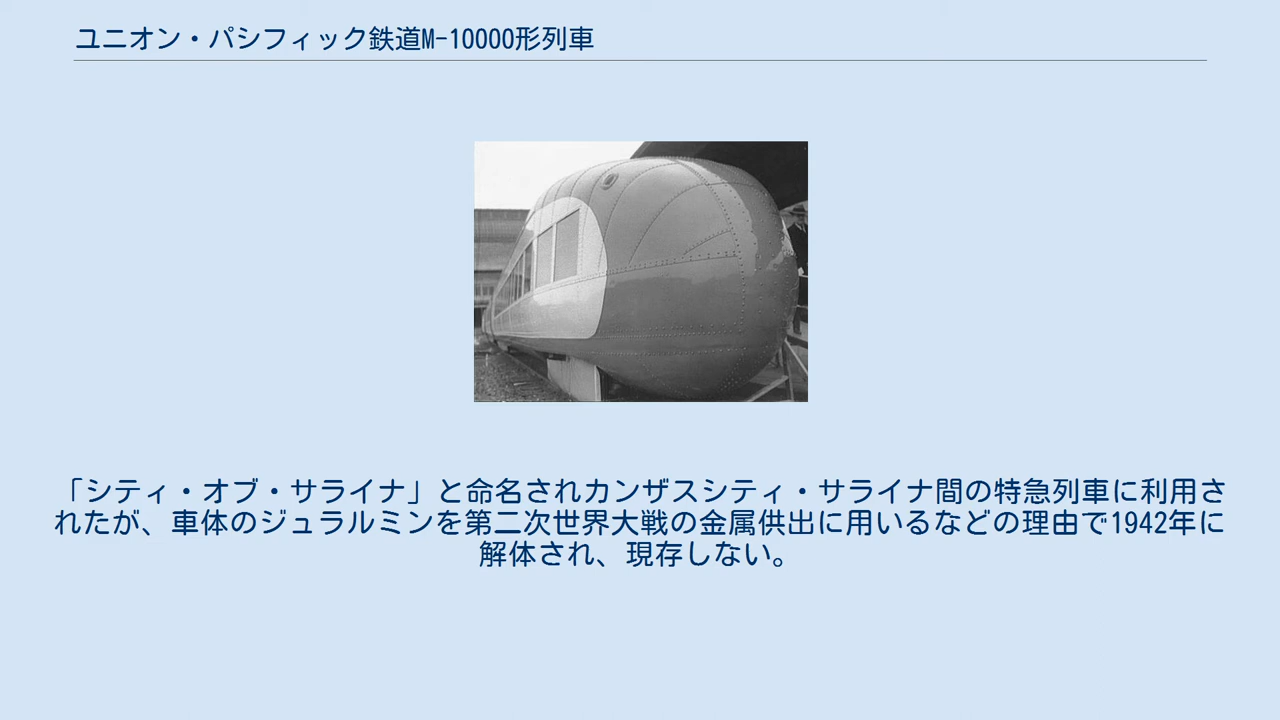 ユニオン・パシフィック鉄道M-10000形列車
「シティ・オブ・サライナ」と命名されカンザスシティ・サライナ間の特急列車に利用さ
れたが、車体のジュラルミンを第二次世界大戦の金属供出に用いるなどの理由で1942年に
解体され、現存しない。